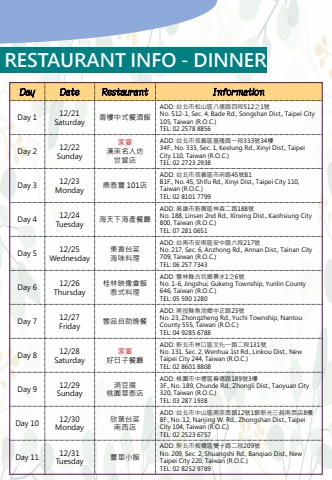 RESTAURANT INFO - DINNER
Day Date Restaurant Information
Day 1
12/21
Saturday
青樓中式餐酒館
ADD: 台北市松山區八德路四段512之1號
No. 512-1, Sec. 4, Bade Rd., Songshan Dist., Taipei City
105, Taiwan (R.O.C.)
TEL: 02 2578 8856
Day 2
12/22
Sunday
家宴
漢來名人坊
世貿店
ADD: 台北市信義區基隆路一段333號34樓
34F., No. 333, Sec. 1, Keelung Rd., Xinyi Dist., Taipei
City 110, Taiwan (R.O.C.)
TEL: 02 2723 2938
Day 3
12/23
Monday
鼎泰豐 101店
ADD: 台北市信義區市府路45號B1
B1F., No. 45, Shifu Rd., Xinyi Dist., Taipei City 110,
Taiwan (R.O.C.)
TEL: 02 8101 7799
Day 4
12/24
Tuesday
海天下海產餐廳
ADD: 高雄市新興區林森二路188號
No. 188, Linsen 2nd Rd., Xinxing Dist., Kaohsiung City
800, Taiwan (R.O.C.)
TEL: 07 281 0651
Day 5
12/25
Wednesday
東香台菜
海味料理
ADD: 台南市安南區安中路六段217號
No. 217, Sec. 6, Anzhong Rd., Annan Dist., Tainan City
709, Taiwan (R.O.C.)
TEL: 06 257 7343
Day 6
12/26
Thursday
桂林映像會館
泰式料理
ADD: 雲林縣古坑鄉景水1之6號
No. 1-6, Jingshui, Gukeng Township, Yunlin County
646, Taiwan (R.O.C.)
TEL: 05 590 1280
Day 7
12/27
Friday
雲品自助晚餐
ADD: 南投縣魚池鄉中正路23號
No. 23, Zhongzheng Rd., Yuchi Township, Nantou
County 555, Taiwan (R.O.C.)
TEL: 04 9285 6788
Day 8
12/28
Saturday
家宴
好日子餐廳
ADD: 新北市林口區文化一路二段131號
No. 131, Sec. 2, Wenhua 1st Rd., Linkou Dist., New
Taipei City 244, Taiwan (R.O.C.)
TEL: 02 8601 8808
Day 9
12/29
Sunday
涓豆腐
桃園華泰店
ADD: 桃園市中壢區春德路189號3樓
3F., No. 189, Chunde Rd., Zhongli Dist., Taoyuan City
320, Taiwan (R.O.C.)
TEL: 03 287 1938
Day 10
12/30
Monday
欣葉台菜
南西店
ADD: 台北市中山區南京西路12號1館新光三越南西店8樓
8F., No. 12, Nanjing W. Rd., Zhongshan Dist., Taipei
City 104, Taiwan (R.O.C.)
TEL: 02 2523 6757
Day 11
12/31
Tuesday
豐華小館
ADD: 新北市板橋區雙十路二段209號
No. 209, Sec. 2, Shuangshi Rd., Banqiao Dist., New
Taipei City 220, Taiwan (R.O.C.)
TEL: 02 8252 9789